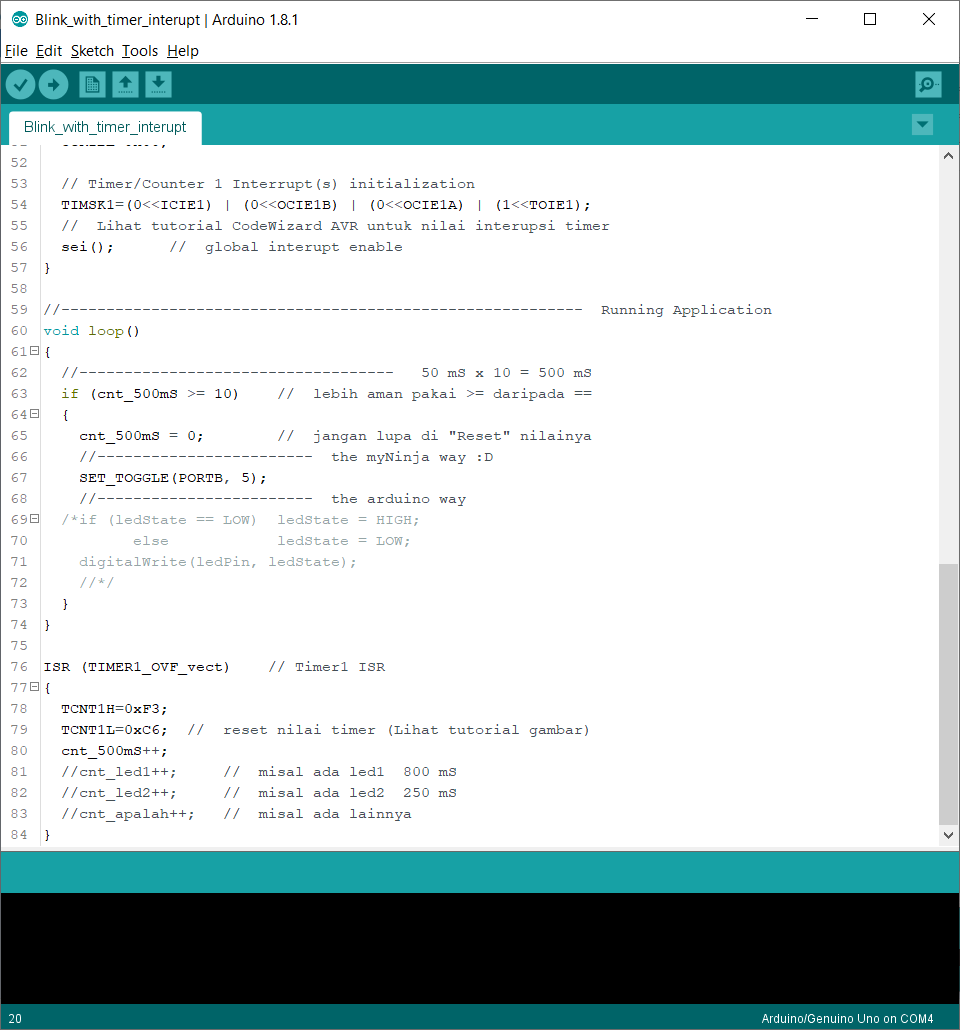 Blink_with_timer_interupt | Arduino 1.8.1
File Edit Sketch Tools Help
Blink_with_timer_interupt
52
53 // Timer/Counter 1 Interrupt(s) initialization
54 TIMSK1=(0<<ICIE1) | (0<<OCIE1B) | (0<<OCIE1A) | (1<<TOIE1);
55 // Lihat tutorial CodeWizard AVR untuk nilai interupsi timer
56 sei(); // global interupt enable
57 }
58
59 //---------------------------------------------------------- Running Application
60 void loop()
61 {
62 //----------------------------------- 50 mS x 10 = 500 mS
63 if (cnt_500mS >= 10) // lebih aman pakai >= daripada ==
64 {
65 cnt_500mS = 0; // jangan lupa di "Reset" nilainya
66 //------------------------ the myNinja way :D
67 SET_TOGGLE(PORTB, 5);
68 //------------------------ the arduino way
69 /*if (ledState == LOW) ledState = HIGH;
70 else ledState = LOW;
71 digitalWrite(ledPin, ledState);
72 //*/
73 }
74 }
75
76 ISR (TIMER1_OVF_vect) // Timer1 ISR
77 {
78 TCNT1H=0xF3;
79 TCNT1L=0xC6; // reset nilai timer (Lihat tutorial gambar)
80 cnt_500mS++;
81 //cnt_led1++; // misal ada led1 800 mS
82 //cnt_led2++; // misal ada led2 250 mS
83 //cnt_apalah++; // misal ada lainnya
84 }
20 Arduino/Genuino Uno on COM4